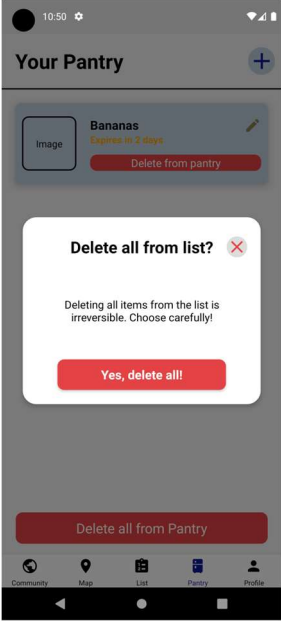 10:50
Your Pantry
Image
Bananas
Expires in 2 days
Delete from pantry
Delete all from list?
Deleting all items from the list is
irreversible. Choose carefully!
Yes, delete all!
Delete all from Pantry
Community Map List Pantry Profile